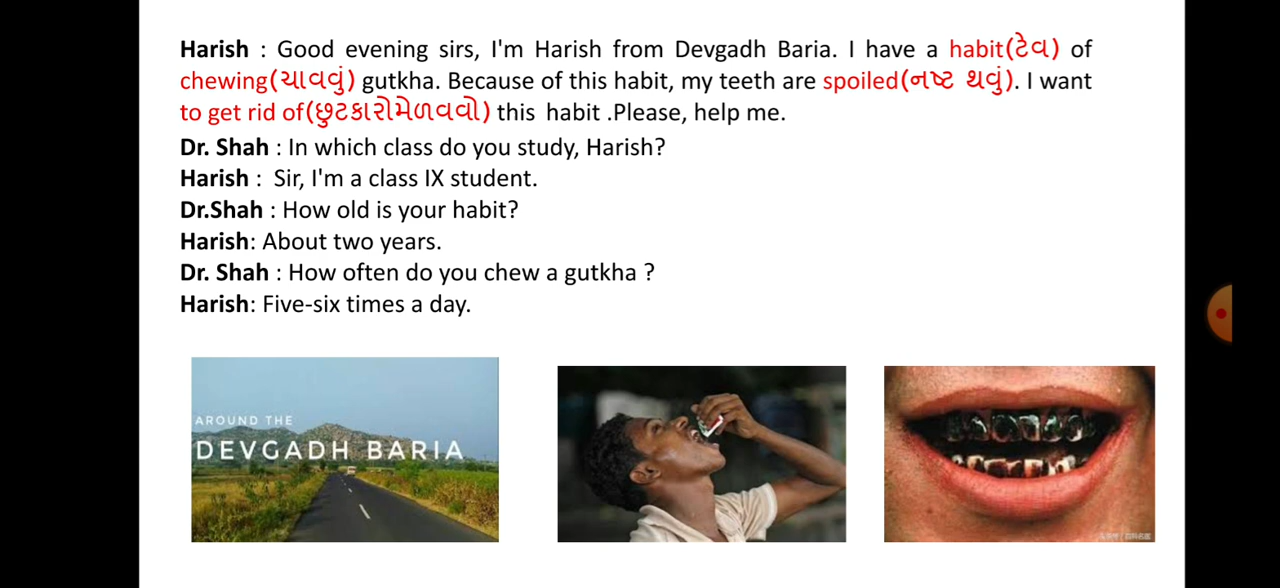 Harish : Good evening sirs, I'm Harish from Devgadh Baria. I have a habit(ટેવ) of
chewing(ચાવવું) gutkha. Because of this habit, my teeth are spoiled(નષ્ટ થવું). I want
to get rid of(છુટકારોમેળવવો) this habit .Please, help me.
Dr. Shah : In which class do you study, Harish?
Harish : Sir, I'm a class IX student.
Dr.Shah : How old is your habit?
Harish: About two years.
Dr. Shah : How often do you chew a gutkha ?
Harish: Five-six times a day.
AROUND THE
DEVGADH BARIA